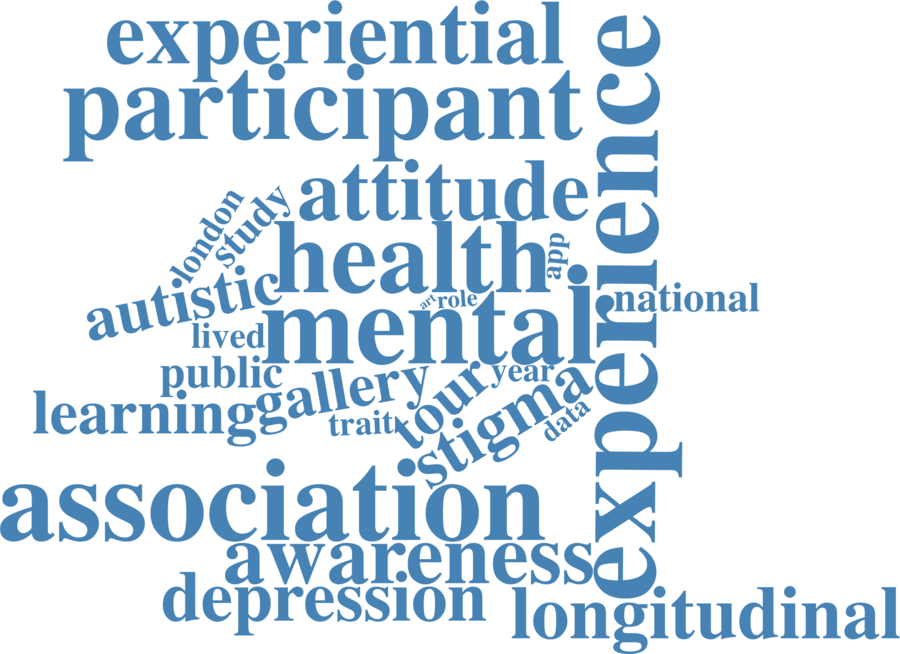 experiential
participant
experience
attitude
london
study
health
app
autistic
art
role
national
mental
lived
public
gallery
year
learning
trait
tour
stigma
data
association
awareness
depression
longitudinal